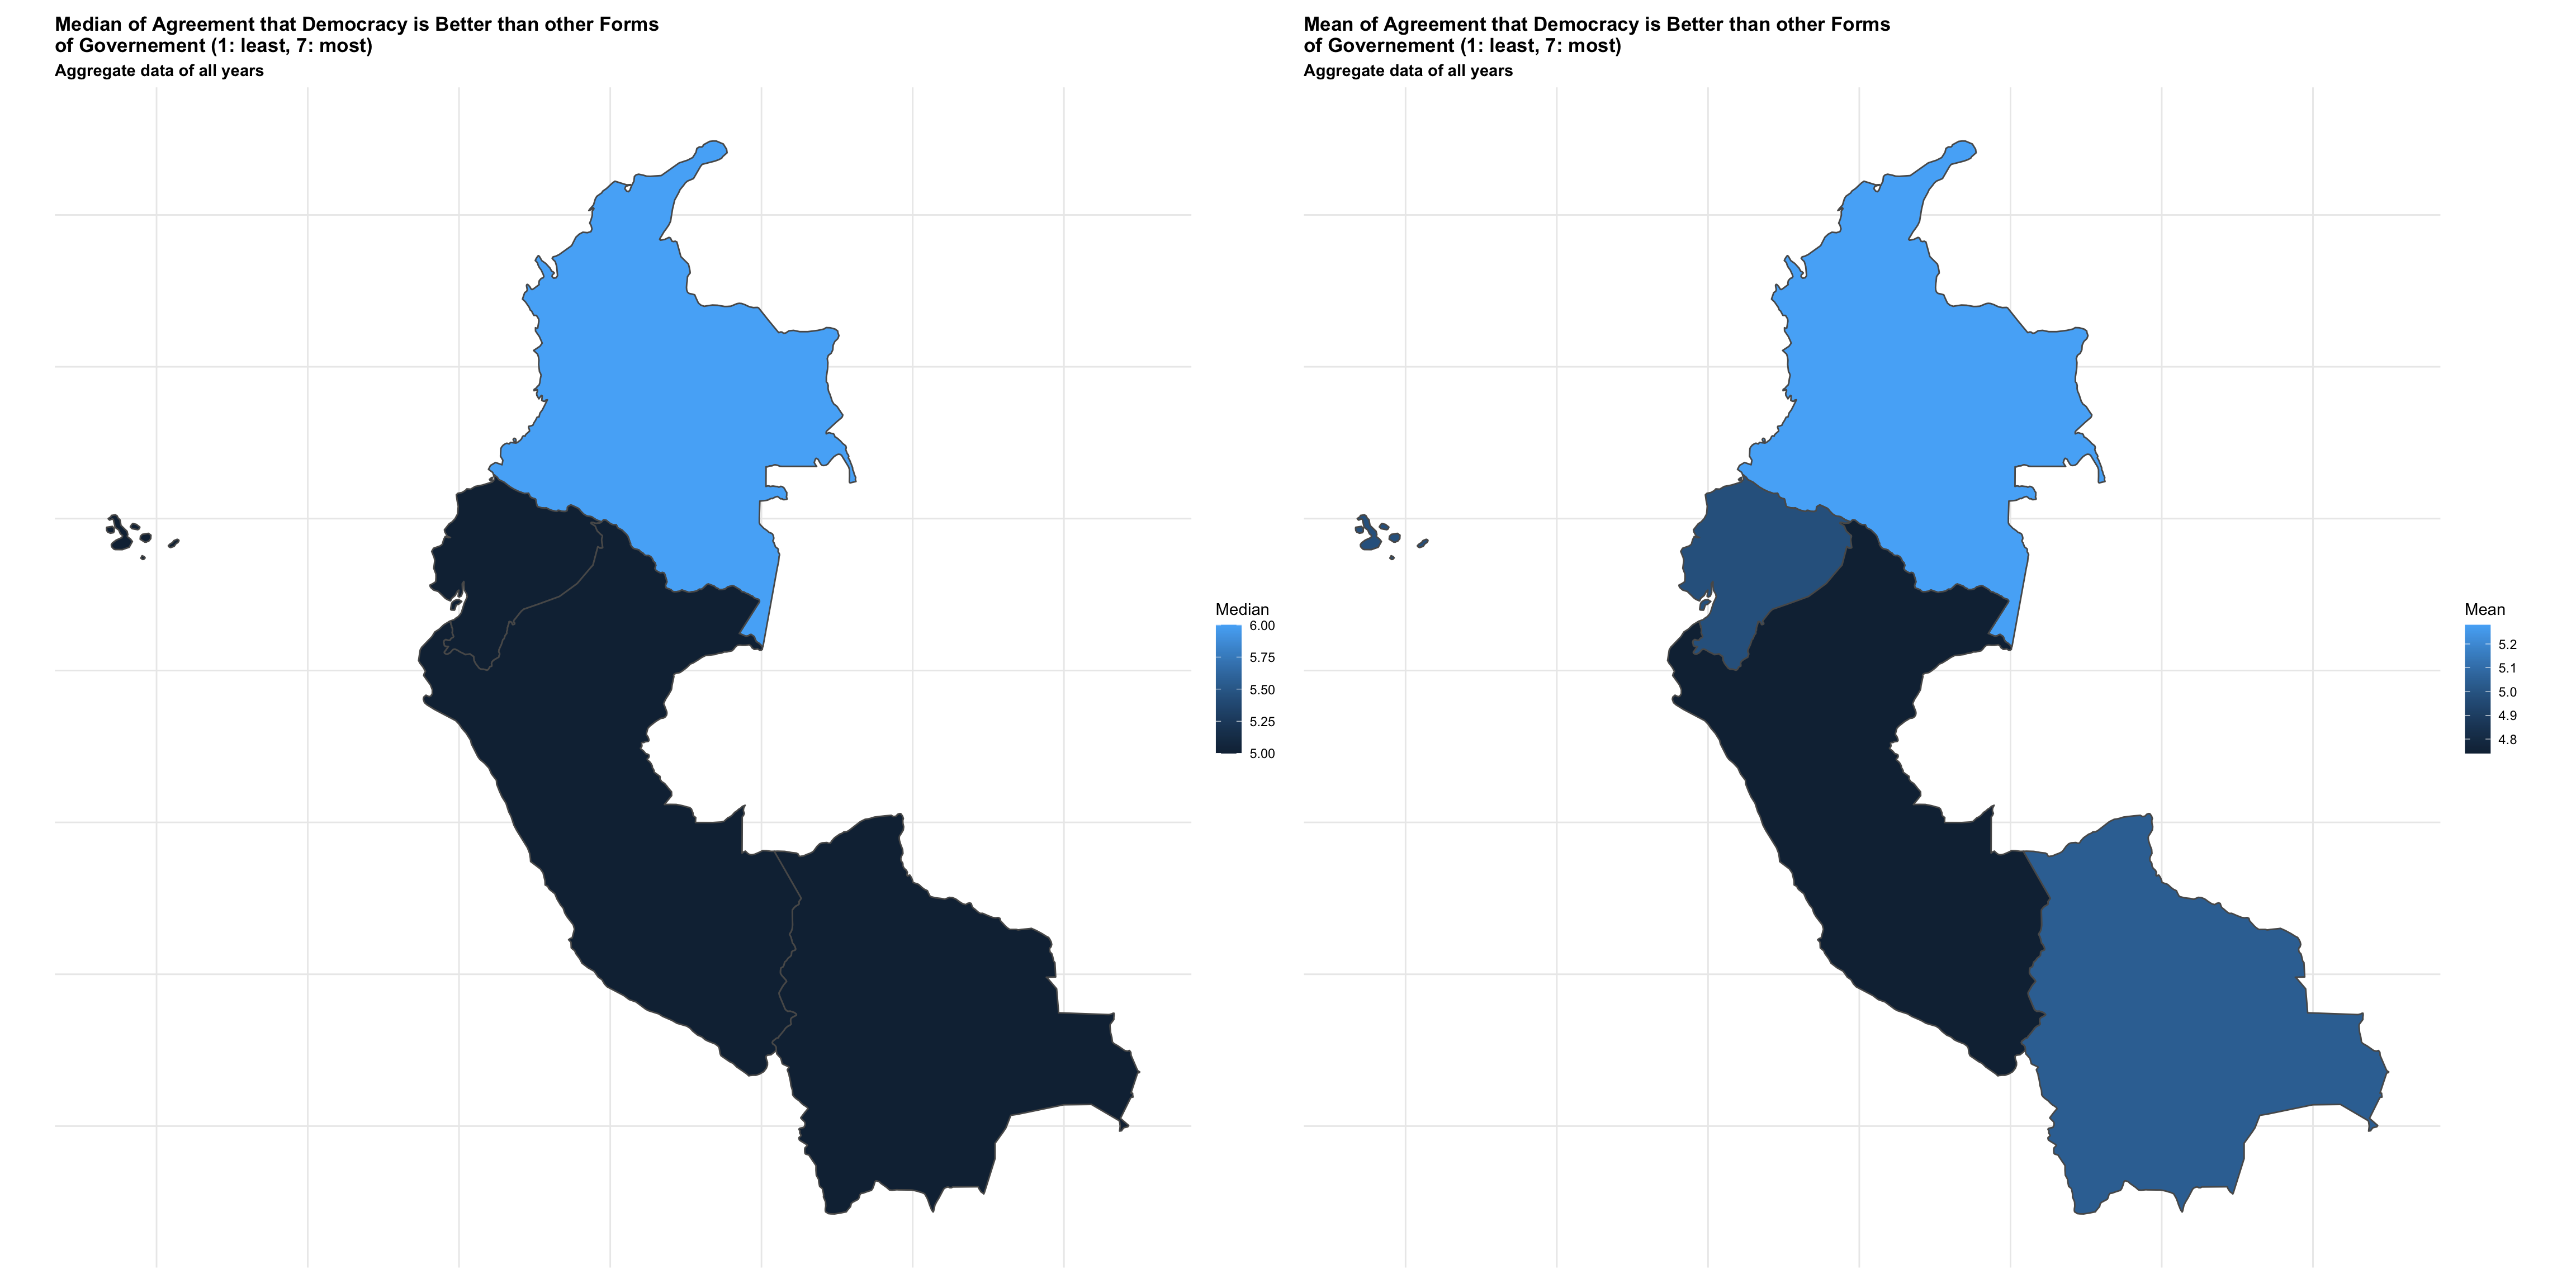 Median of Agreement that Democracy is Better than other Forms
of Governement (1: least, 7: most)
Aggregate data of all years
Median
6.00
5.75
5.50
5.25
5.00
Mean of Agreement that Democracy is Better than other Forms
of Governement (1: least, 7: most)
Aggregate data of all years
Mean
5.2
5.1
5.0
4.9
4.8